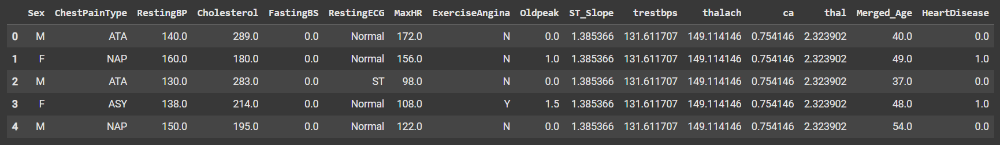 Sex ChestPainType RestingBP Cholesterol FastingBS RestingECG MaxHR ExerciseAngina Oldpeak ST_Slope trestbps thalach ca thal Merged_Age HeartDisease
0 M ATA 140.0 289.0 0.0 Normal 172.0 N 0.0 1.385366 131.611707 149.114146 0.754146 2.323902 40.0 0.0
1 F NAP 160.0 180.0 0.0 Normal 156.0 N 1.0 1.385366 131.611707 149.114146 0.754146 2.323902 49.0 1.0
2 M ATA 130.0 283.0 0.0 ST 98.0 N 0.0 1.385366 131.611707 149.114146 0.754146 2.323902 37.0 0.0
3 F ASY 138.0 214.0 0.0 Normal 108.0 Y 1.5 1.385366 131.611707 149.114146 0.754146 2.323902 48.0 1.0
4 M NAP 150.0 195.0 0.0 Normal 122.0 N 0.0 1.385366 131.611707 149.114146 0.754146 2.323902 54.0 0.0